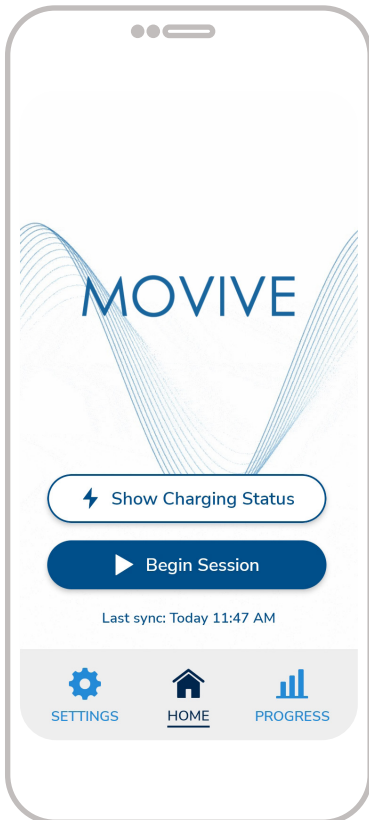 MOVIVE
Show Charging Status
Begin Session
Last sync: Today 11:47 AM
SETTINGS
HOME
PROGRESS